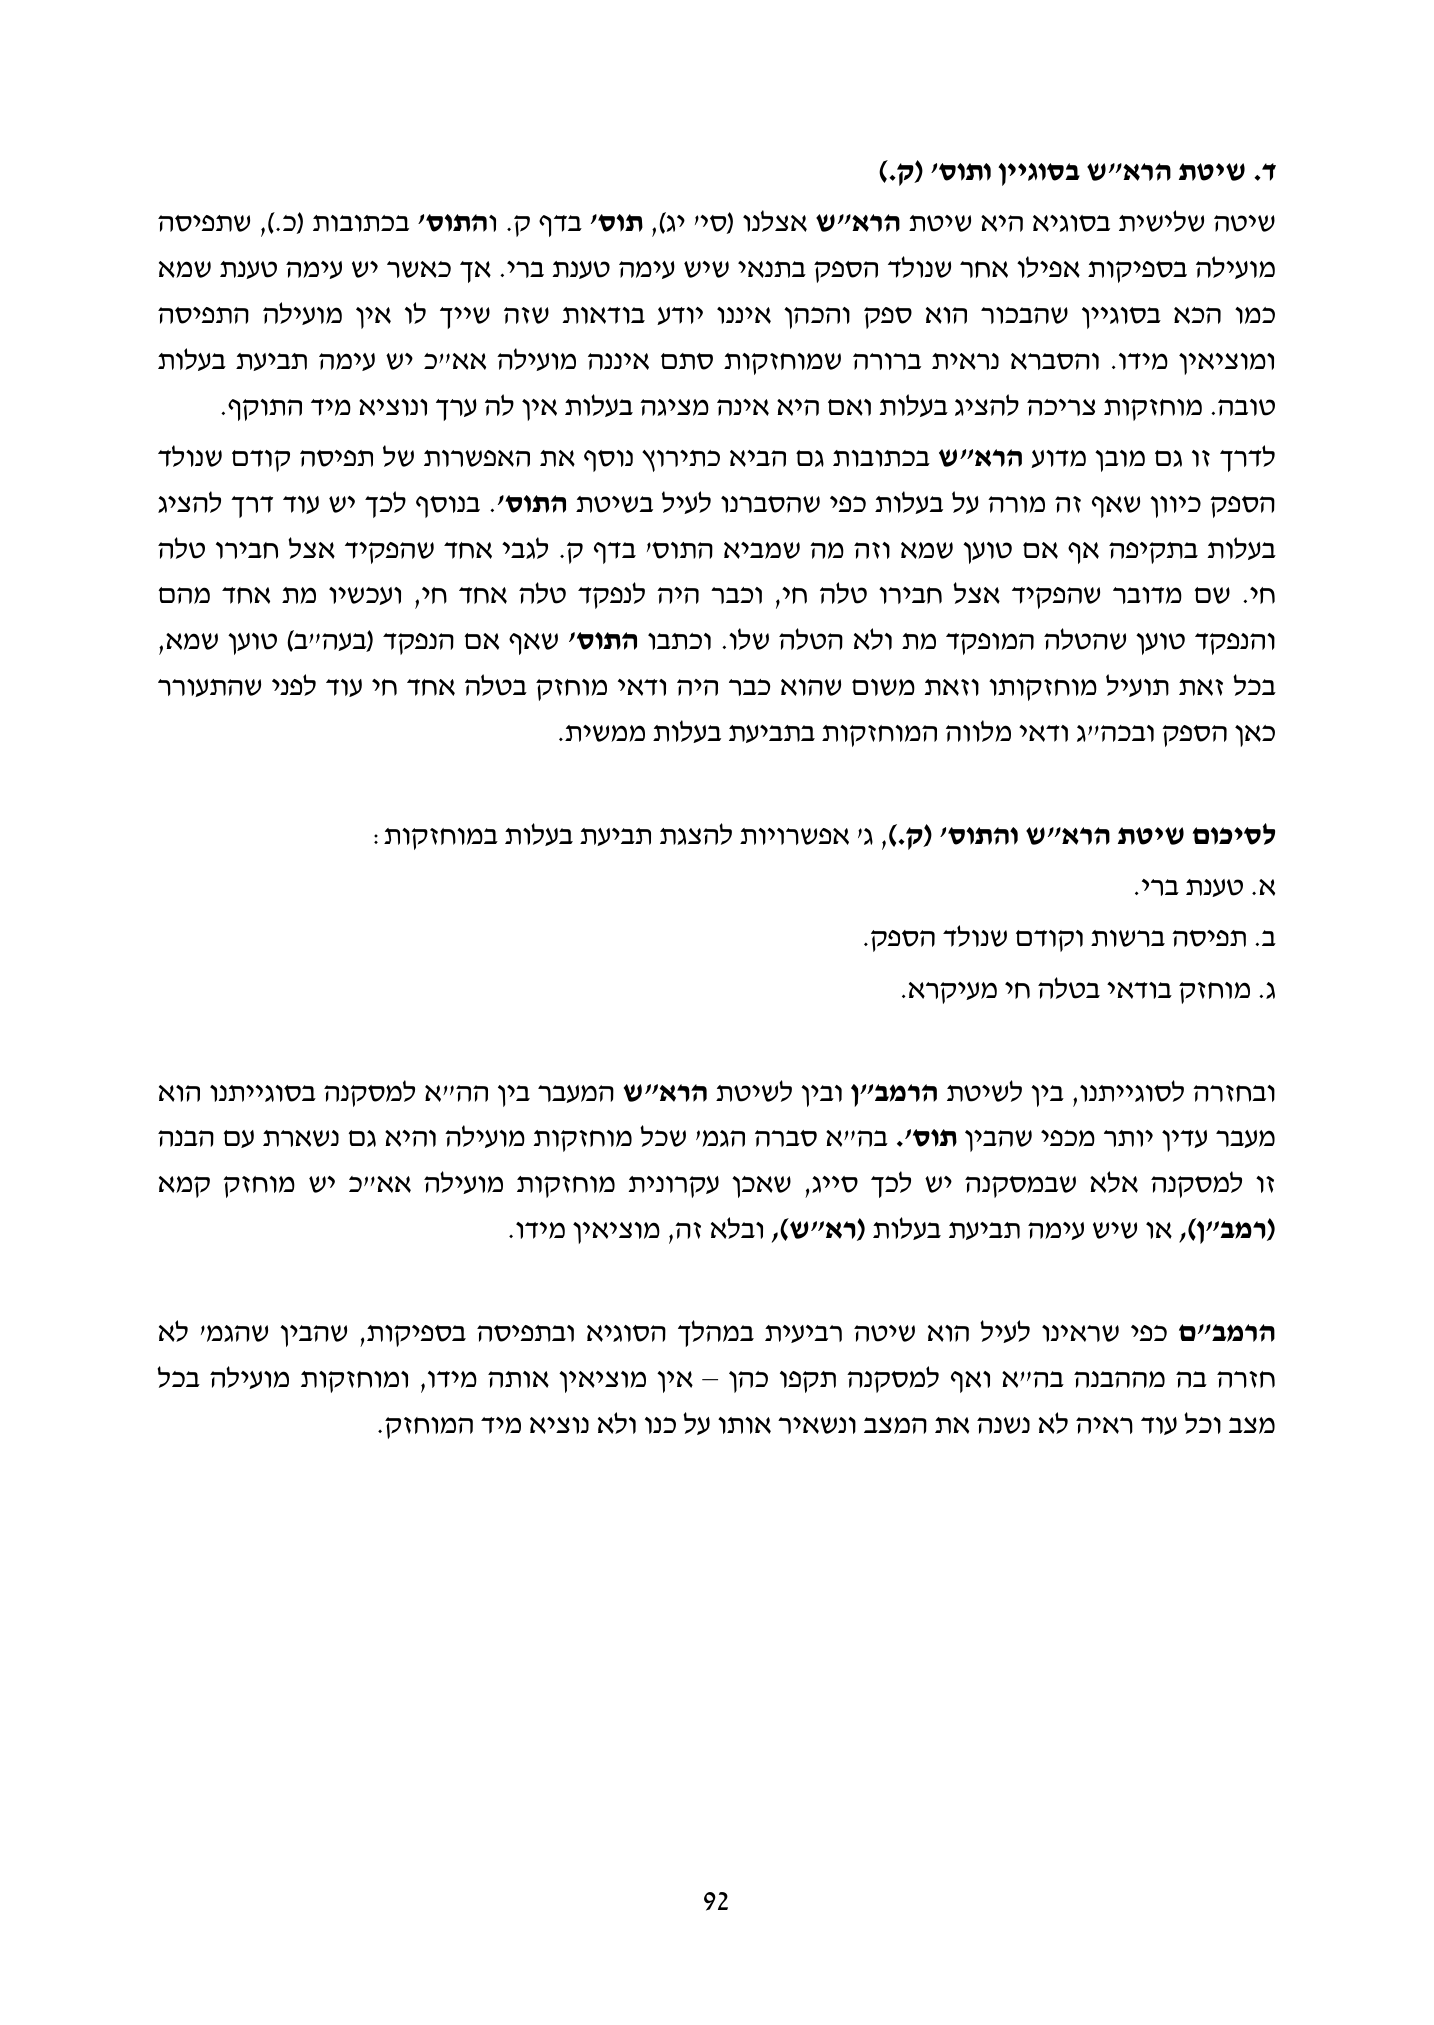 ד. שיטת הרא״ש בסוגיין ותוס׳ (ק.)
שיטה שלישית בסוגיא היא שיטת הרא״ש אצלנו (סי׳ יג), תוס׳ בדף ק. והתוס׳ בכתובות (כ.), שתפיסה
מועילה בספיקות אפילו אחר שנולד הספק בתנאי שיש עימה טענת ברי. אך כאשר יש עימה טענת שמא
כמו הכא בסוגיין שהבכור הוא ספק והכהן איננו יודע בודאות שזה שייך לו אין מועילה התפיסה
ומוציאין מידו. והסברא נראית ברורה שמוחזקות סתם איננה מועילה אא״כ יש עימה תביעת בעלות
טובה. מוחזקות צריכה להציג בעלות ואם היא אינה מציגה בעלות אין לה ערך ונוציא מיד התוקף.
לדרך זו גם מובן מדוע הרא״ש בכתובות גם הביא כתירוץ נוסף את האפשרות של תפיסה קודם שנולד
הספק כיוון שאף זה מורה על בעלות כפי שהסברנו לעיל בשיטת התוס׳. בנוסף לכך יש עוד דרך להציג
בעלות בתקיפה אף אם טוען שמא וזה מה שמביא התוס׳ בדף ק. לגבי אחד שהפקיד אצל חבירו טלה
חי. שם מדובר שהפקיד אצל חבירו טלה חי, וכבר היה לנפקד טלה אחד חי, ועכשיו מת אחד מהם
והנפקד טוען שהטלה המופקד מת ולא הטלה שלו. וכתבו התוס׳ שאף אם הנפקד (בעה״ב) טוען שמא,
בכל זאת תועיל מוחזקותו וזאת משום שהוא כבר היה ודאי מוחזק בטלה אחד חי עוד לפני שהתעורר
כאן הספק ובכה״ג ודאי מלווה המוחזקות בתביעת בעלות ממשית.
לסיכום שיטת הרא״ש והתוס׳ (ק.), ג׳ אפשרויות להצגת תביעת בעלות במוחזקות:
א. טענת ברי.
ב. תפיסה ברשות וקודם שנולד הספק.
ג. מוחזק בודאי בטלה חי מעיקרא.
ובחזרה לסוגייתנו, בין לשיטת הרמב״ן ובין לשיטת הרא״ש המעבר בין הה״א למסקנה בסוגייתנו הוא
מעבר עדין יותר מכפי שהבין תוס׳. בה״א סברה הגמ׳ שכל מוחזקות מועילה והיא גם נשארת עם הבנה
זו למסקנה אלא שבמסקנה יש לכך סייג, שאכן עקרונית מוחזקות מועילה אא״כ יש מוחזק קמא
(רמב״ן), או שיש עימה תביעת בעלות (רא״ש), ובלא זה, מוציאין מידו.
הרמב״ם כפי שראינו לעיל הוא שיטה רביעית במהלך הסוגיא ובתפיסה בספיקות, שהבין שהגמ׳ לא
חזרה בה מההבנה בה״א ואף למסקנה תקפו כהן – אין מוציאין אותה מידו, ומוחזקות מועילה בכל
מצב וכל עוד ראיה לא נשנה את המצב ונשאיר אותו על כנו ולא נוציא מיד המוחזק.
92